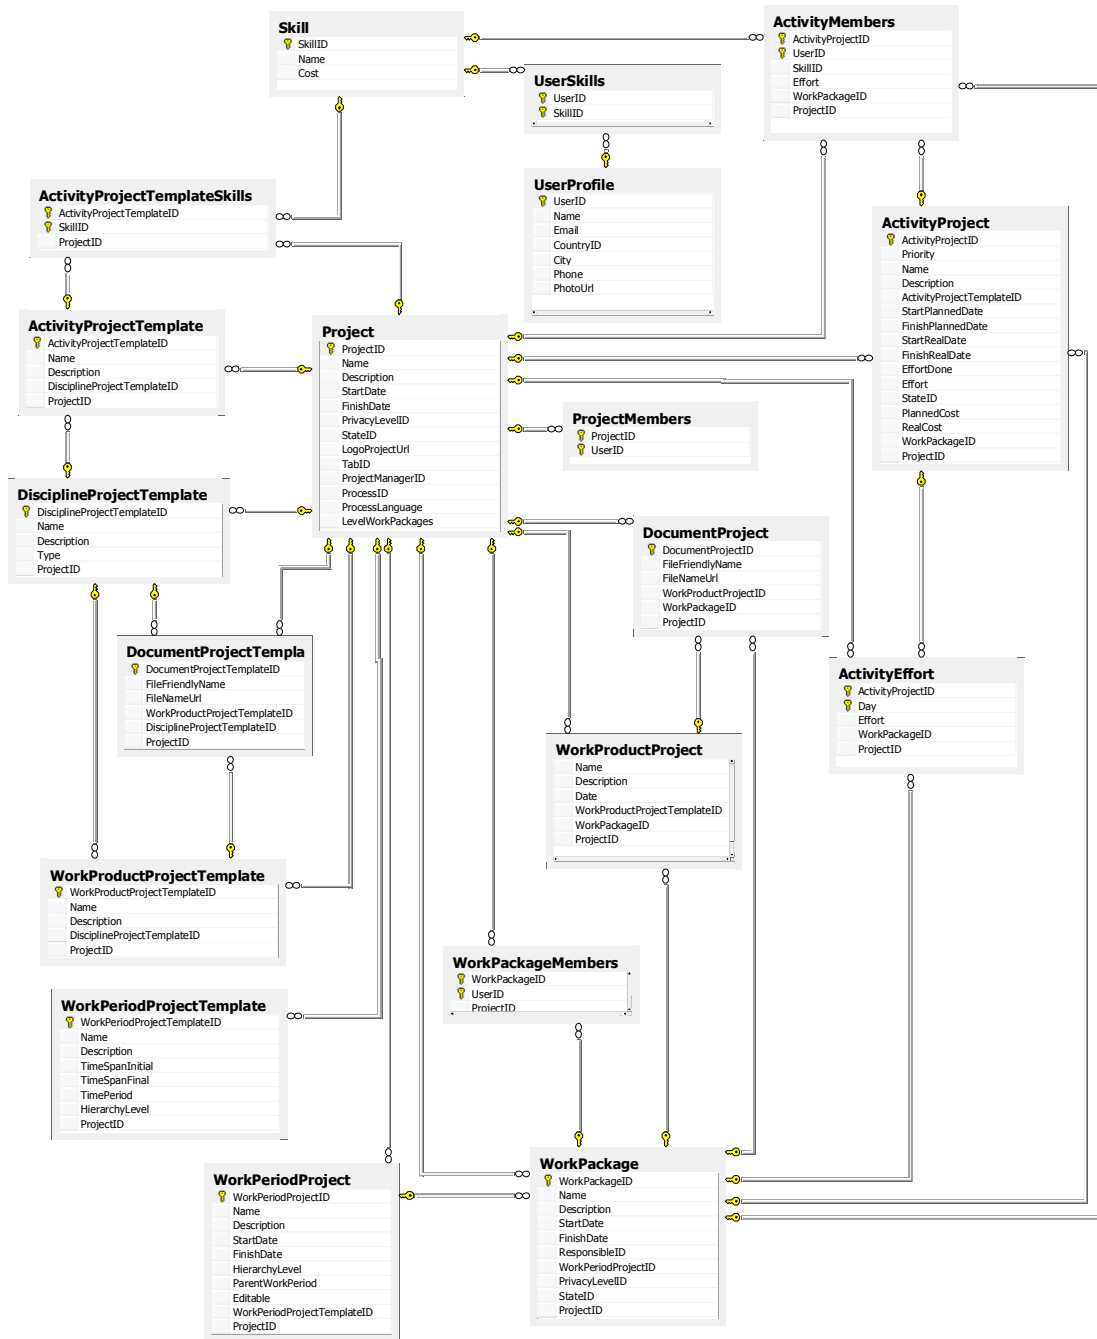 Skill
SkillID
Name
Cost
ActivityMembers
ActivityProjectID
UserID
SkillID
Effort
WorkPackageID
ProjectID
UserSkills
UserID
SkillID
UserProfile
UserID
Name
Email
CountryID
City
Phone
PhotoUrl
ActivityProjectTemplateSkills
ActivityProjectTemplateID
SkillID
ProjectID
ActivityProject
ActivityProjectID
Priority
Name
Description
ActivityProjectTemplateID
StartPlannedDate
FinishPlannedDate
StartRealDate
FinishRealDate
EffortDone
Effort
StateID
PlannedCost
RealCost
WorkPackageID
ProjectID
ActivityProjectTemplate
ActivityProjectTemplateID
Name
Description
DisciplineProjectTemplateID
ProjectID
Project
ProjectID
Name
Description
StartDate
FinishDate
PrivacyLevelID
StateID
LogoProjectUrl
TabID
ProjectManagerID
ProcessID
ProcessLanguage
LevelWorkPackages
ProjectMembers
ProjectID
UserID
DisciplineProjectTemplate
DisciplineProjectTemplateID
Name
Description
Type
ProjectID
DocumentProject
DocumentProjectID
FileFriendlyName
FileNameUrl
WorkProductProjectID
WorkPackageID
ProjectID
DocumentProjectTempla
DocumentProjectTemplateID
FileFriendlyName
FileNameUrl
WorkProductProjectTemplateID
DisciplineProjectTemplateID
ProjectID
ActivityEffort
ActivityProjectID
Day
Effort
WorkPackageID
ProjectID
WorkProductProject
Name
Description
Date
WorkProductProjectTemplateID
WorkPackageID
ProjectID
WorkProductProjectTemplate
WorkProductProjectTemplateID
Name
Description
DisciplineProjectTemplateID
ProjectID
WorkPackageMembers
WorkPackageID
UserID
ProjectID
WorkPeriodProjectTemplate
WorkPeriodProjectTemplateID
Name
Description
TimeSpanInitial
TimeSpanFinal
TimePeriod
HierarchyLevel
ProjectID
WorkPeriodProject
WorkPeriodProjectID
Name
Description
StartDate
FinishDate
HierarchyLevel
ParentWorkPeriod
Editable
WorkPeriodProjectTemplateID
ProjectID
WorkPackage
WorkPackageID
Name
Description
StartDate
FinishDate
ResponsibleID
WorkPeriodProjectID
PrivacyLevelID
StateID
ProjectID